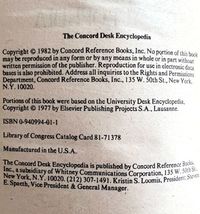 The Concord Desk Encyclopedia
Copyright © 1982 by Concord Reference Books, Inc. No portion of this book
may be reproduced in any form or by any means in whole or in part without
written permission of the publisher. Reproduction for use in electronic data
bases is also prohibited. Address all inquiries to the Rights and Permissions
Department, Concord Reference Books, Inc., 135 W. 50th St., New York,
N.Y. 10020.
Portions of this book were based on the University Desk Encyclopedia,
Copyright © 1977 by Elsevier Publishing Projects S.A., Lausanne.
ISBN 0-940994-01-1
Library of Congress Catalog Card 81-71378
Manufactured in the U.S.A.
The Concord Desk Encyclopedia is published by Concord Reference Books,
Inc., a subsidiary of Whitney Communications Corporation, 135 W. 50th St.,
New York, N.Y. 10020. (212) 307-1491. Kristin S. Loomis, President; Steven
E. Spaeth, Vice President & General Manager.